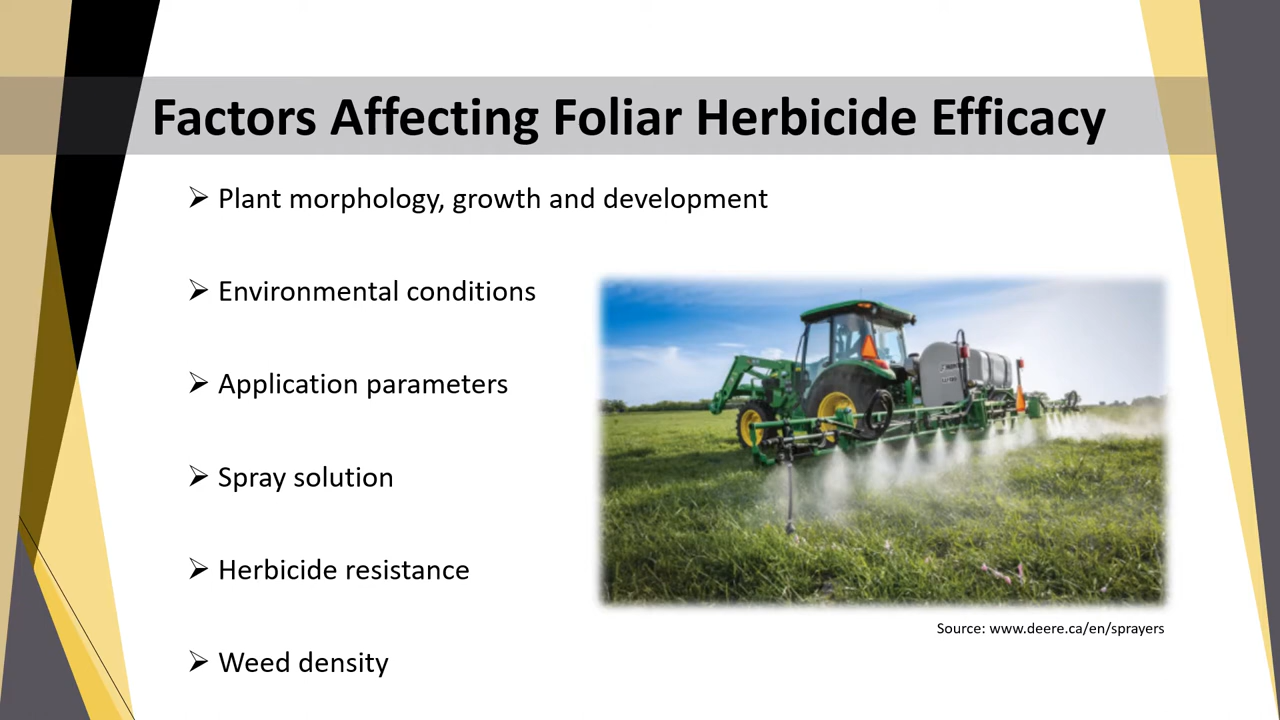 Factors Affecting Foliar Herbicide Efficacy
Plant morphology, growth and development
Environmental conditions
Application parameters
Spray solution
Herbicide resistance
Weed density
Source: www.deere.ca/en/sprayers